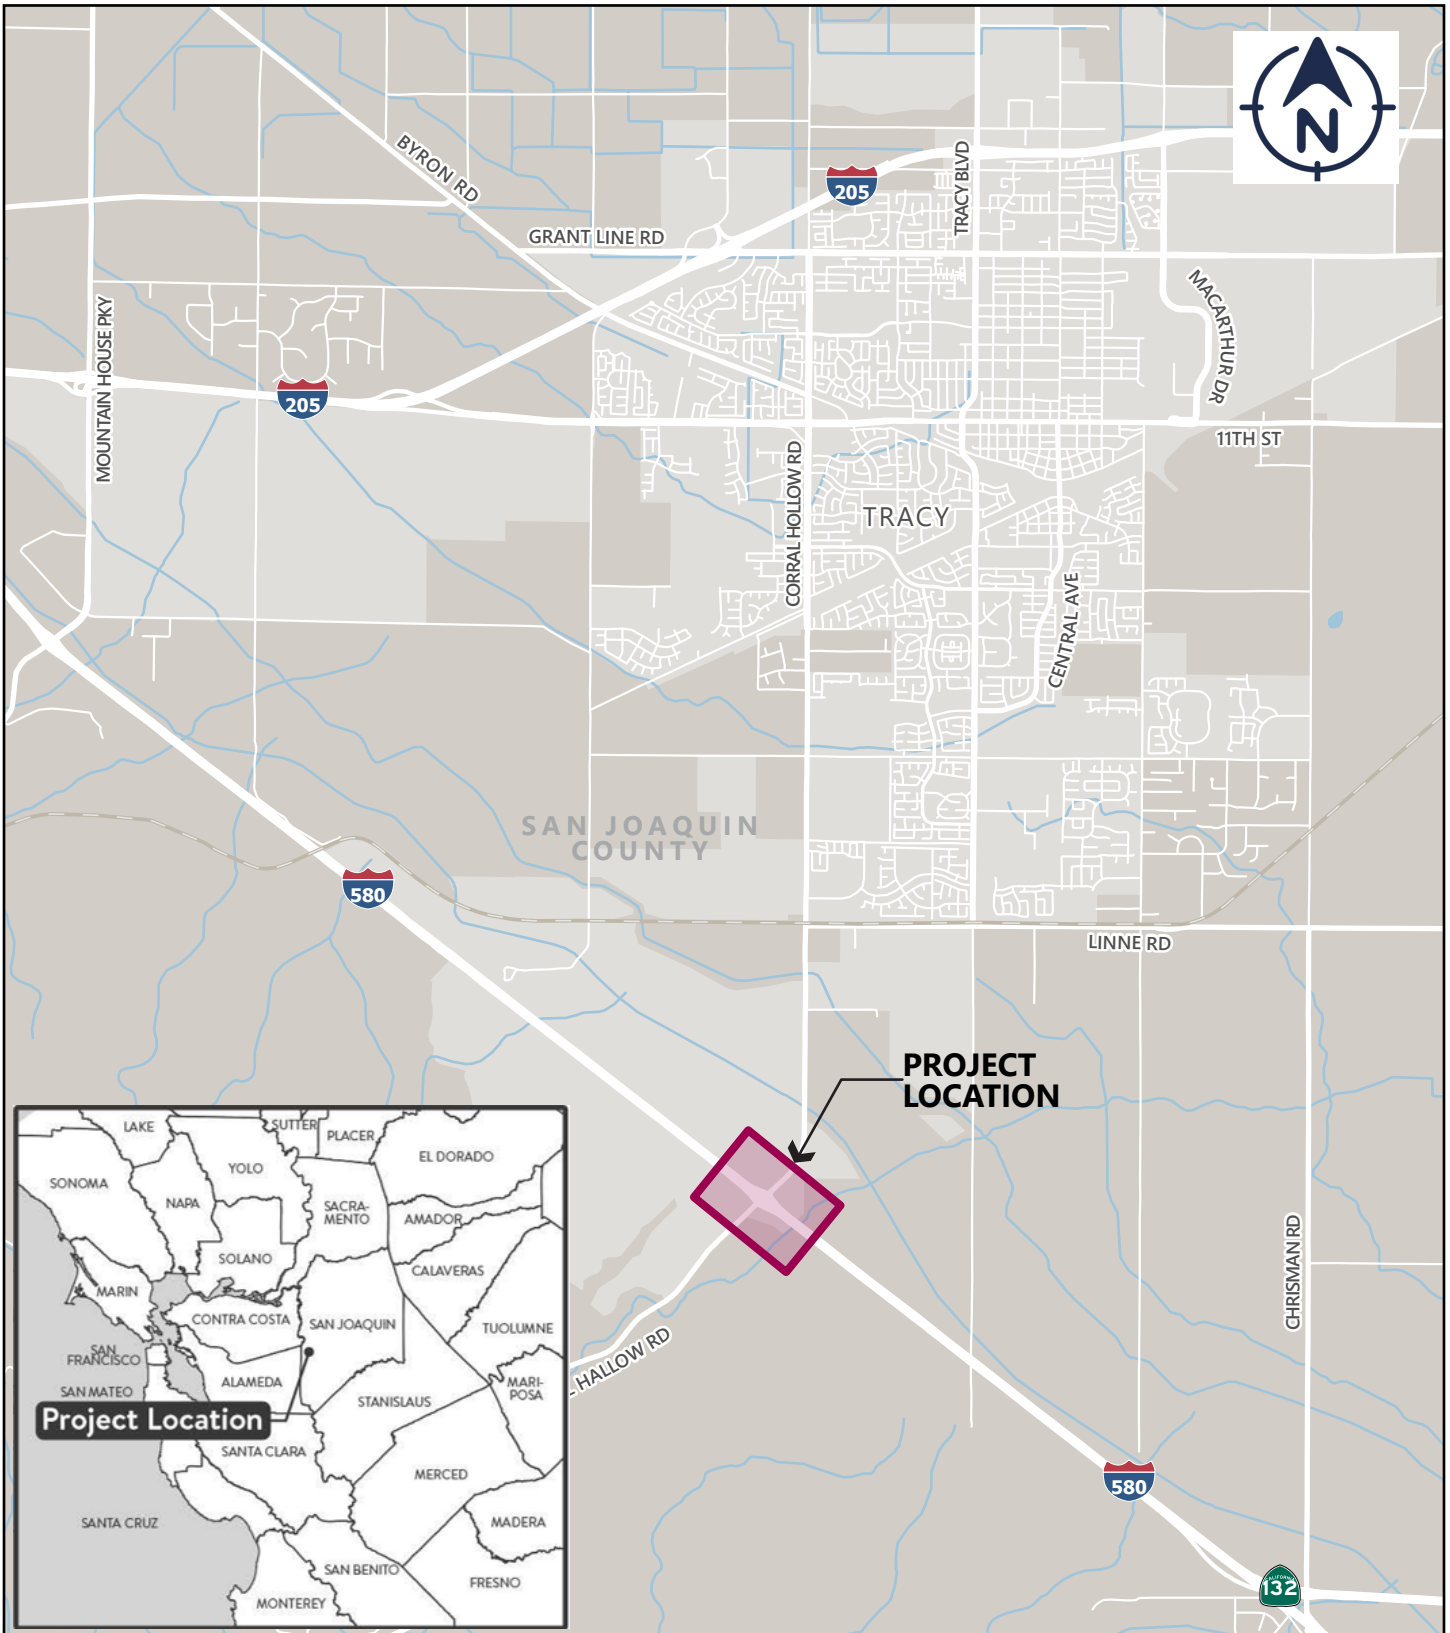 N
BYRON RD
205
TRACY BLVD
GRANT LINE RD
MACARTHUR DR
MOUNTAIN HOUSE PKY
205
11TH ST
CORRAL HOLLOW RD
TRACY
CENTRAL AVE
SAN JOAQUIN
COUNTY
580
LINNE RD
PROJECT
LOCATION
CHRISMAN RD
HALLOW RD
580
CALIFORNIA
132
LAKE
SUTTER
PLACER
EL DORADO
YOLO
SONOMA
NAPA
SACRA-
MENTO
AMADOR
SOLANO
CALAVERAS
MARIN
CONTRA COSTA
SAN JOAQUIN
TUOLUMNE
SAN
FRANCISCO
ALAMEDA
MARI-
POSA
SAN MATEO
STANISLAUS
Project Location
SANTA CLARA
MERCED
SANTA CRUZ
MADERA
SAN BENITO
FRESNO
MONTEREY